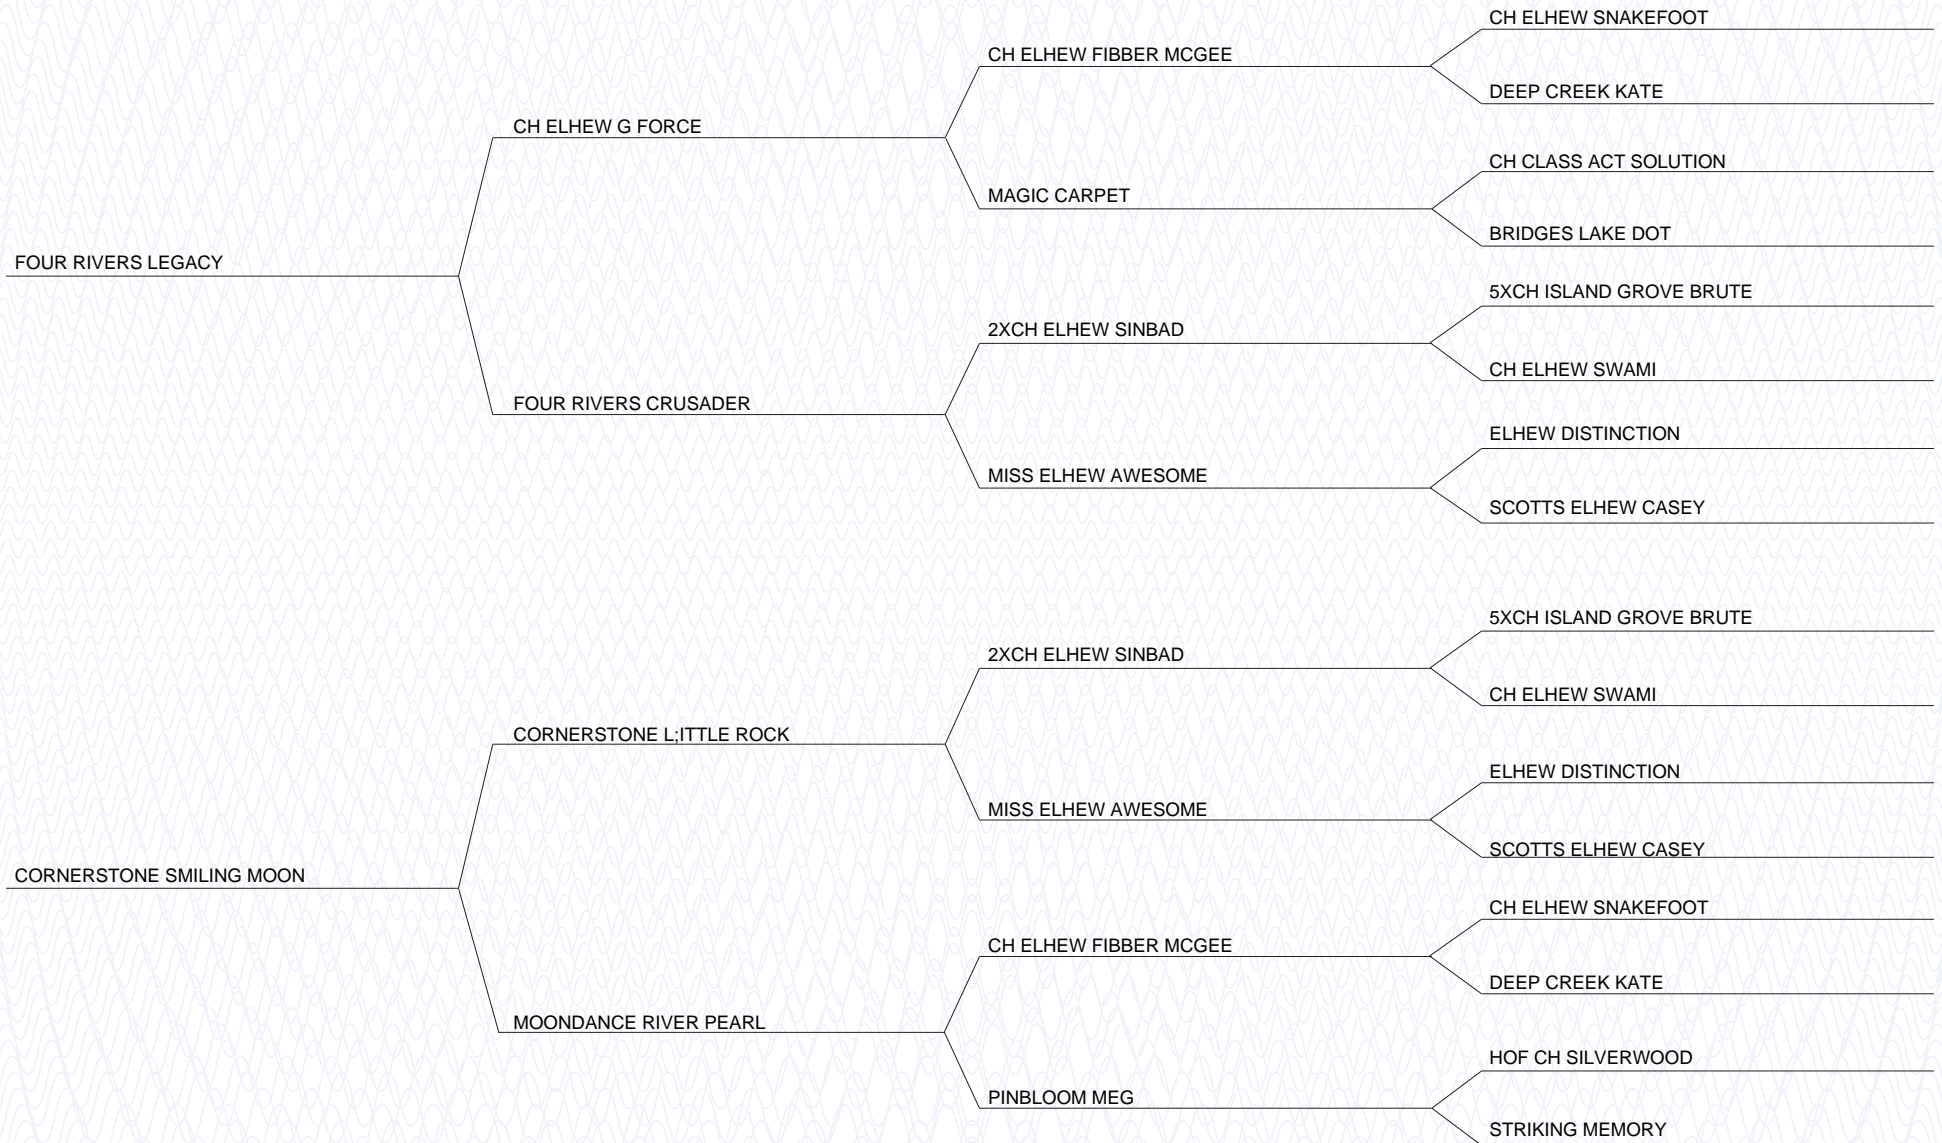 CH ELHEW SNAKEFOOT
CH ELHEW FIBBER MCGEE
DEEP CREEK KATE
CH ELHEW G FORCE
CH CLASS ACT SOLUTION
MAGIC CARPET
BRIDGES LAKE DOT
FOUR RIVERS LEGACY
5XCH ISLAND GROVE BRUTE
2XCH ELHEW SINBAD
CH ELHEW SWAMI
FOUR RIVERS CRUSADER
ELHEW DISTINCTION
MISS ELHEW AWESOME
SCOTTS ELHEW CASEY
5XCH ISLAND GROVE BRUTE
2XCH ELHEW SINBAD
CH ELHEW SWAMI
CORNERSTONE L;ITTLE ROCK
ELHEW DISTINCTION
MISS ELHEW AWESOME
SCOTTS ELHEW CASEY
CORNERSTONE SMILING MOON
CH ELHEW SNAKEFOOT
CH ELHEW FIBBER MCGEE
DEEP CREEK KATE
MOONDANCE RIVER PEARL
HOF CH SILVERWOOD
PINBLOOM MEG
STRIKING MEMORY